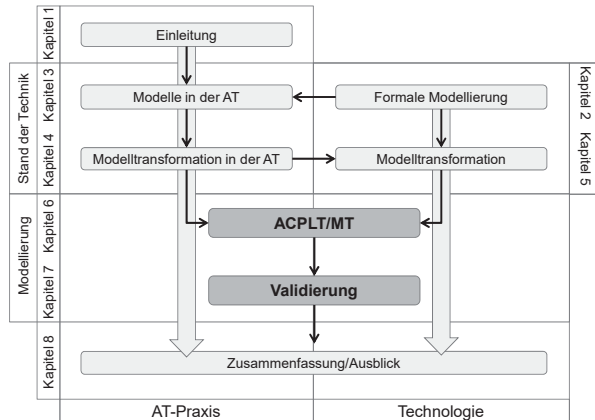 Kapitel 1
Einleitung
Stand der Technik
Kapitel 3
Modelle in der AT
Formale Modellierung
Kapitel 2
Kapitel 4
Modelltransformation in der AT
Modelltransformation
Kapitel 5
Modellierung
Kapitel 6
ACPLT/MT
Kapitel 7
Validierung
Kapitel 8
Zusammenfassung/Ausblick
AT-Praxis
Technologie